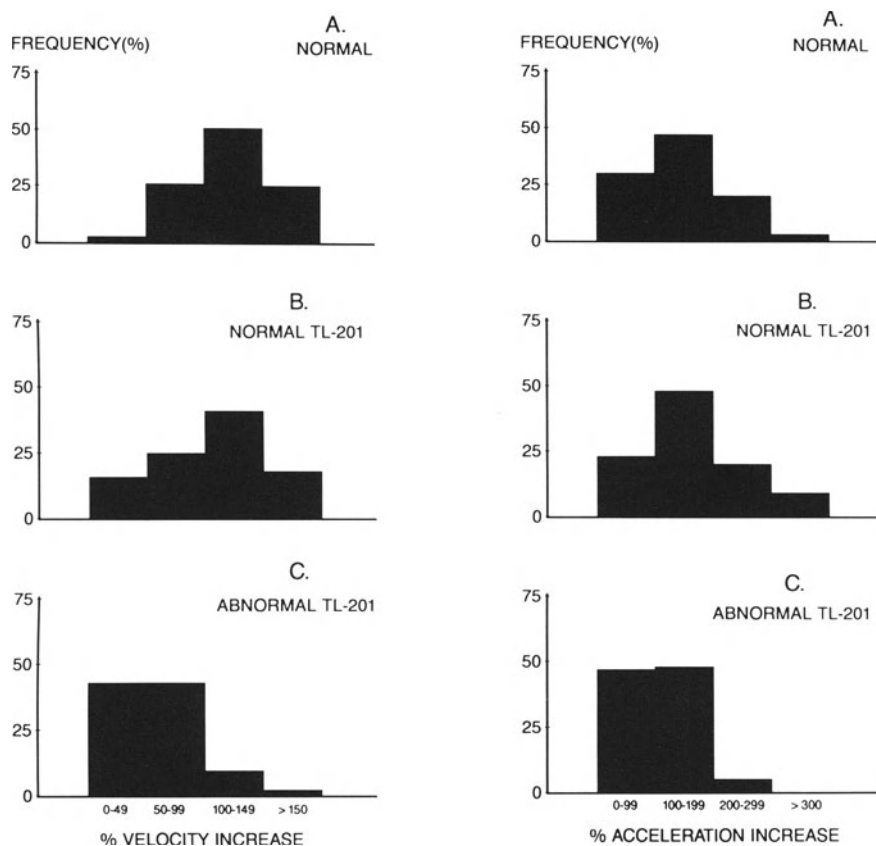 A.
FREQUENCY(%)
NORMAL
75
50
25
0
B.
NORMAL TL-201
75
50
25
0
C.
ABNORMAL TL-201
75
50
25
0
0-49 50-99 100-149 > 150
% VELOCITY INCREASE
A.
FREQUENCY(%)
NORMAL
75
50
25
0
B.
NORMAL TL-201
75
50
25
0
C.
ABNORMAL TL-201
75
50
25
0
0-99 100-199 200-299 > 300
% ACCELERATION INCREASE